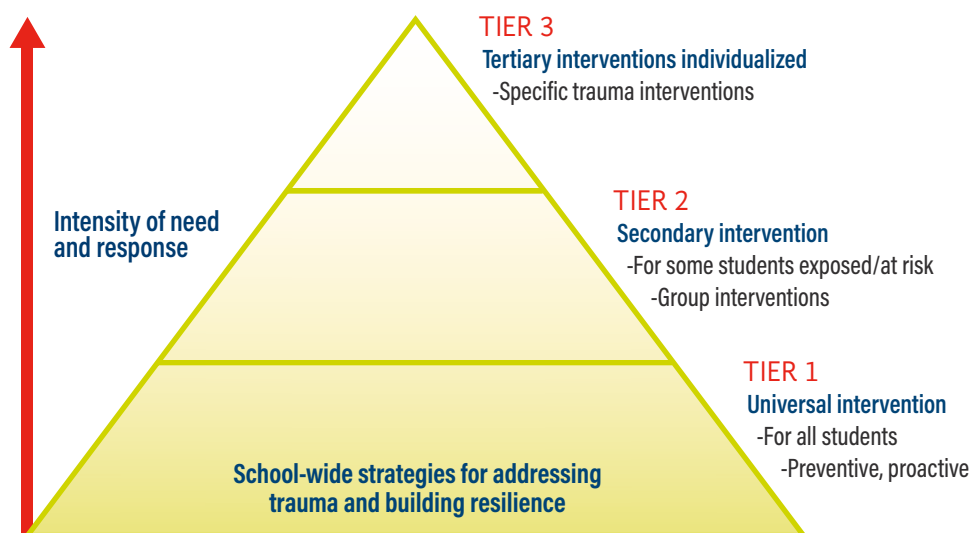 TIER 3
Tertiary interventions individualized
-Specific trauma interventions
TIER 2
Secondary intervention
-For some students exposed/at risk
-Group interventions
Intensity of need
and response
TIER 1
Universal intervention
-For all students
-Preventive, proactive
School-wide strategies for addressing
trauma and building resilience